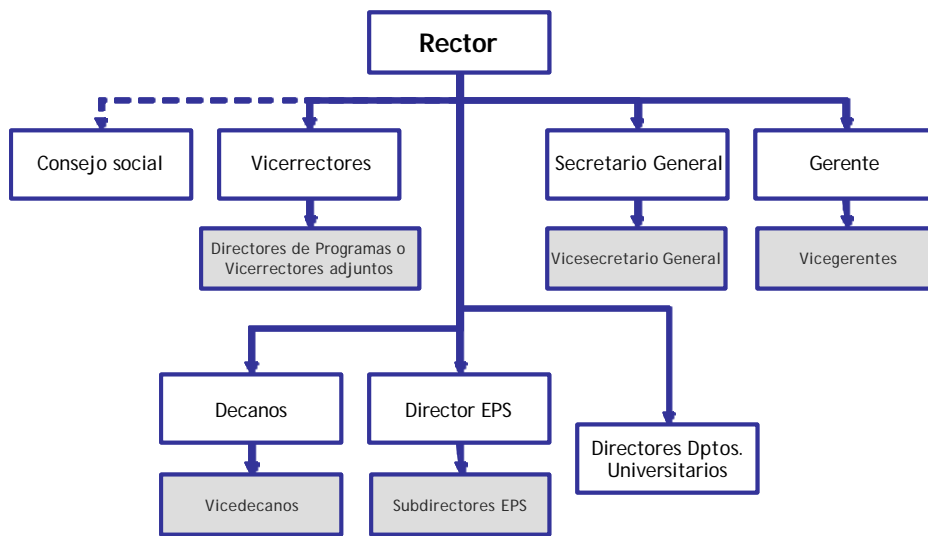 Rector
Consejo social
Vicerrectores
Secretario General
Gerente
Directores de Programas o
Vicerrectores adjuntos
Vicesecretario General
Vicegerentes
Decanos
Director EPS
Directores Dptos.
Universitarios
Vicedecanos
Subdirectores EPS